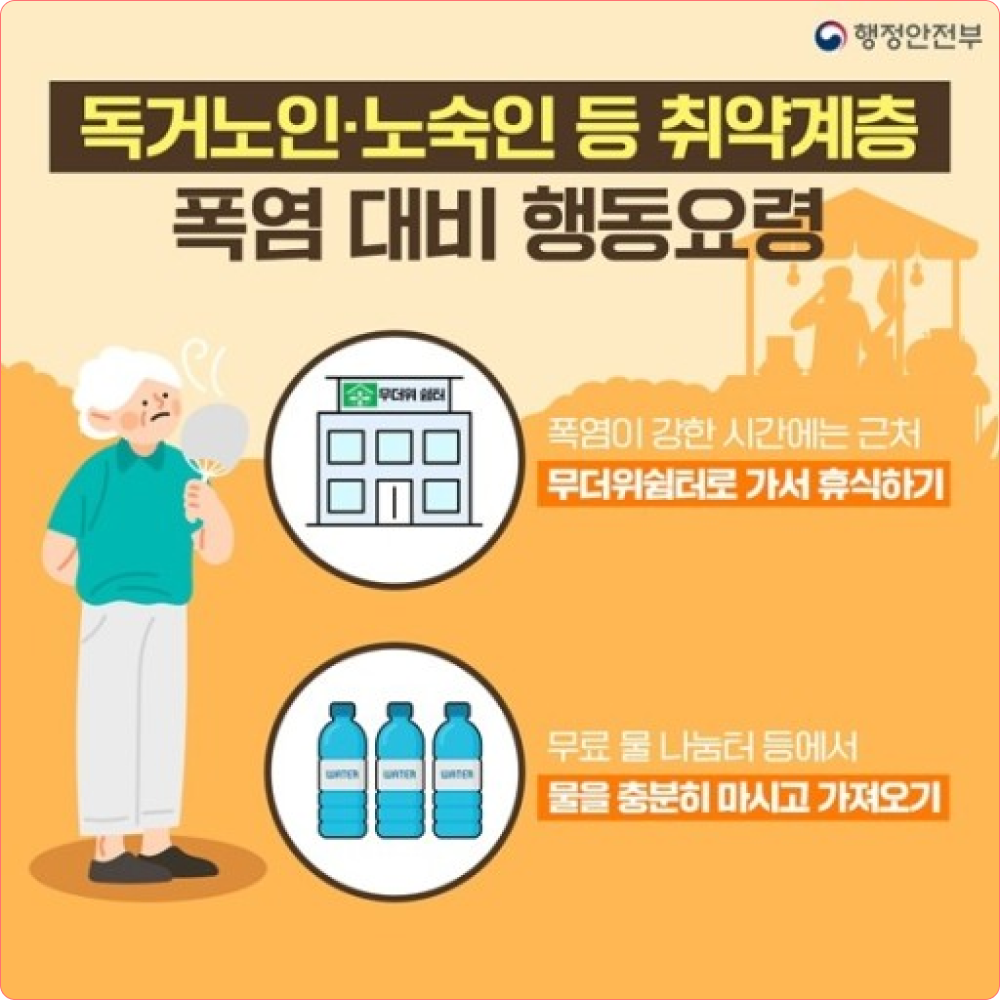 행정안전부
독거노인·노숙인 등 취약계층
폭염 대비 행동요령
무더위 쉼터
폭염이 강한 시간에는 근처
무더위쉼터로 가서 휴식하기
WATER WATER WATER
무료 물 나눔터 등에서
물을 충분히 마시고 가져오기